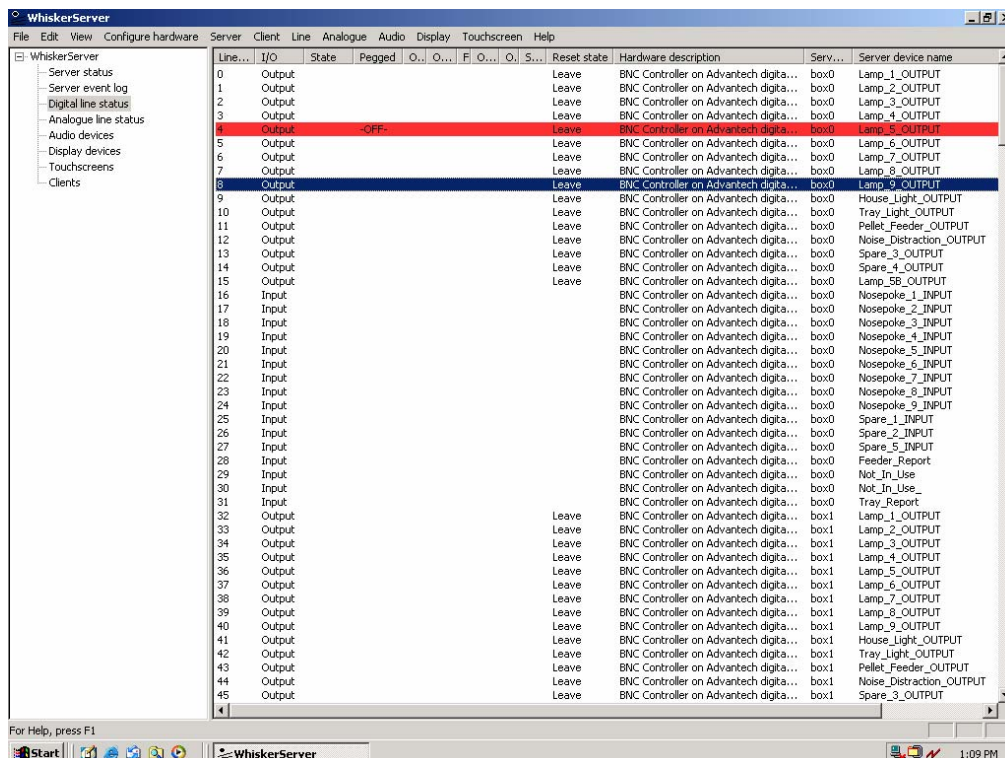 WhiskerServer
File Edit View Configure hardware Server Client Line Analogue Audio Display Touchscreen Help
WhiskerServer
Server status
Server event log
Digital line status
Analogue line status
Audio devices
Display devices
Touchscreens
Clients
Line... I/O State Pegged O.. O... F O... O. S... Reset state Hardware description Serv... Server device name
0 Output Leave BNC Controller on Advantech digita... box0 Lamp_1_OUTPUT
1 Output Leave BNC Controller on Advantech digita... box0 Lamp_2_OUTPUT
2 Output Leave BNC Controller on Advantech digita... box0 Lamp_3_OUTPUT
3 Output Leave BNC Controller on Advantech digita... box0 Lamp_4_OUTPUT
4 Output -OFF- Leave BNC Controller on Advantech digita... box0 Lamp_5_OUTPUT
5 Output Leave BNC Controller on Advantech digita... box0 Lamp_6_OUTPUT
6 Output Leave BNC Controller on Advantech digita... box0 Lamp_7_OUTPUT
7 Output Leave BNC Controller on Advantech digita... box0 Lamp_8_OUTPUT
8 Output Leave BNC Controller on Advantech digita... box0 Lamp_9_OUTPUT
9 Output Leave BNC Controller on Advantech digita... box0 House_Light_OUTPUT
10 Output Leave BNC Controller on Advantech digita... box0 Tray_Light_OUTPUT
11 Output Leave BNC Controller on Advantech digita... box0 Pellet_Feeder_OUTPUT
12 Output Leave BNC Controller on Advantech digita... box0 Noise_Distraction_OUTPUT
13 Output Leave BNC Controller on Advantech digita... box0 Spare_3_OUTPUT
14 Output Leave BNC Controller on Advantech digita... box0 Spare_4_OUTPUT
15 Output Leave BNC Controller on Advantech digita... box0 Lamp_5B_OUTPUT
16 Input BNC Controller on Advantech digita... box0 Nosepoke_1_INPUT
17 Input BNC Controller on Advantech digita... box0 Nosepoke_2_INPUT
18 Input BNC Controller on Advantech digita... box0 Nosepoke_3_INPUT
19 Input BNC Controller on Advantech digita... box0 Nosepoke_4_INPUT
20 Input BNC Controller on Advantech digita... box0 Nosepoke_5_INPUT
21 Input BNC Controller on Advantech digita... box0 Nosepoke_6_INPUT
22 Input BNC Controller on Advantech digita... box0 Nosepoke_7_INPUT
23 Input BNC Controller on Advantech digita... box0 Nosepoke_8_INPUT
24 Input BNC Controller on Advantech digita... box0 Nosepoke_9_INPUT
25 Input BNC Controller on Advantech digita... box0 Spare_1_INPUT
26 Input BNC Controller on Advantech digita... box0 Spare_2_INPUT
27 Input BNC Controller on Advantech digita... box0 Spare_5_INPUT
28 Input BNC Controller on Advantech digita... box0 Feeder_Report
29 Input BNC Controller on Advantech digita... box0 Not_In_Use
30 Input BNC Controller on Advantech digita... box0 Not_In_Use_
31 Input BNC Controller on Advantech digita... box0 Tray_Report
32 Output Leave BNC Controller on Advantech digita... box1 Lamp_1_OUTPUT
33 Output Leave BNC Controller on Advantech digita... box1 Lamp_2_OUTPUT
34 Output Leave BNC Controller on Advantech digita... box1 Lamp_3_OUTPUT
35 Output Leave BNC Controller on Advantech digita... box1 Lamp_4_OUTPUT
36 Output Leave BNC Controller on Advantech digita... box1 Lamp_5_OUTPUT
37 Output Leave BNC Controller on Advantech digita... box1 Lamp_6_OUTPUT
38 Output Leave BNC Controller on Advantech digita... box1 Lamp_7_OUTPUT
39 Output Leave BNC Controller on Advantech digita... box1 Lamp_8_OUTPUT
40 Output Leave BNC Controller on Advantech digita... box1 Lamp_9_OUTPUT
41 Output Leave BNC Controller on Advantech digita... box1 House_Light_OUTPUT
42 Output Leave BNC Controller on Advantech digita... box1 Tray_Light_OUTPUT
43 Output Leave BNC Controller on Advantech digita... box1 Pellet_Feeder_OUTPUT
44 Output Leave BNC Controller on Advantech digita... box1 Noise_Distraction_OUTPUT
45 Output Leave BNC Controller on Advantech digita... box1 Spare_3_OUTPUT
For Help, press F1
Start WhiskerServer 1:09 PM